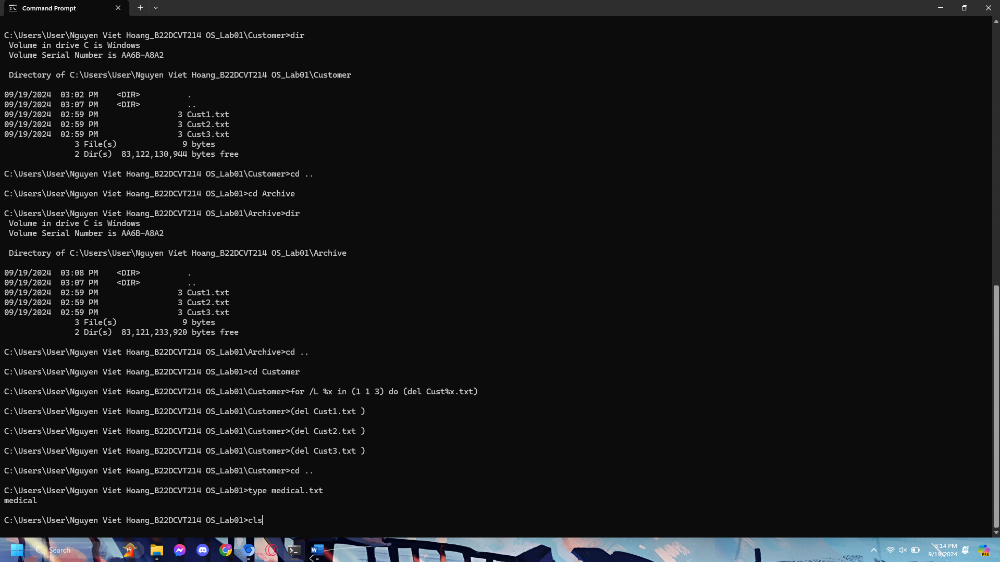 Command Prompt
C:\Users\User\Nguyen Viet Hoang_B22DCVT214 OS_Lab01\Customer>dir
Volume in drive C is Windows
Volume Serial Number is AA6B-A8A2
Directory of C:\Users\User\Nguyen Viet Hoang_B22DCVT214 OS_Lab01\Customer
09/19/2024  03:02 PM    <DIR>          .
09/19/2024  03:07 PM    <DIR>          ..
09/19/2024  02:59 PM                 3 Cust1.txt
09/19/2024  02:59 PM                 3 Cust2.txt
09/19/2024  02:59 PM                 3 Cust3.txt
3 File(s)              9 bytes
2 Dir(s)  83,122,130,944 bytes free
C:\Users\User\Nguyen Viet Hoang_B22DCVT214 OS_Lab01\Customer>cd ..
C:\Users\User\Nguyen Viet Hoang_B22DCVT214 OS_Lab01>cd Archive
C:\Users\User\Nguyen Viet Hoang_B22DCVT214 OS_Lab01\Archive>dir
Volume in drive C is Windows
Volume Serial Number is AA6B-A8A2
Directory of C:\Users\User\Nguyen Viet Hoang_B22DCVT214 OS_Lab01\Archive
09/19/2024  03:08 PM    <DIR>          .
09/19/2024  03:07 PM    <DIR>          ..
09/19/2024  02:59 PM                 3 Cust1.txt
09/19/2024  02:59 PM                 3 Cust2.txt
09/19/2024  02:59 PM                 3 Cust3.txt
3 File(s)              9 bytes
2 Dir(s)  83,121,233,920 bytes free
C:\Users\User\Nguyen Viet Hoang_B22DCVT214 OS_Lab01\Archive>cd ..
C:\Users\User\Nguyen Viet Hoang_B22DCVT214 OS_Lab01>cd Customer
C:\Users\User\Nguyen Viet Hoang_B22DCVT214 OS_Lab01\Customer>for /L %x in (1 1 3) do (del Cust%x.txt)
C:\Users\User\Nguyen Viet Hoang_B22DCVT214 OS_Lab01\Customer>(del Cust1.txt )
C:\Users\User\Nguyen Viet Hoang_B22DCVT214 OS_Lab01\Customer>(del Cust2.txt )
C:\Users\User\Nguyen Viet Hoang_B22DCVT214 OS_Lab01\Customer>(del Cust3.txt )
C:\Users\User\Nguyen Viet Hoang_B22DCVT214 OS_Lab01\Customer>cd ..
C:\Users\User\Nguyen Viet Hoang_B22DCVT214 OS_Lab01>type medical.txt
medical
C:\Users\User\Nguyen Viet Hoang_B22DCVT214 OS_Lab01>cls
Search
3:14 PM
9/19/2024
PRE